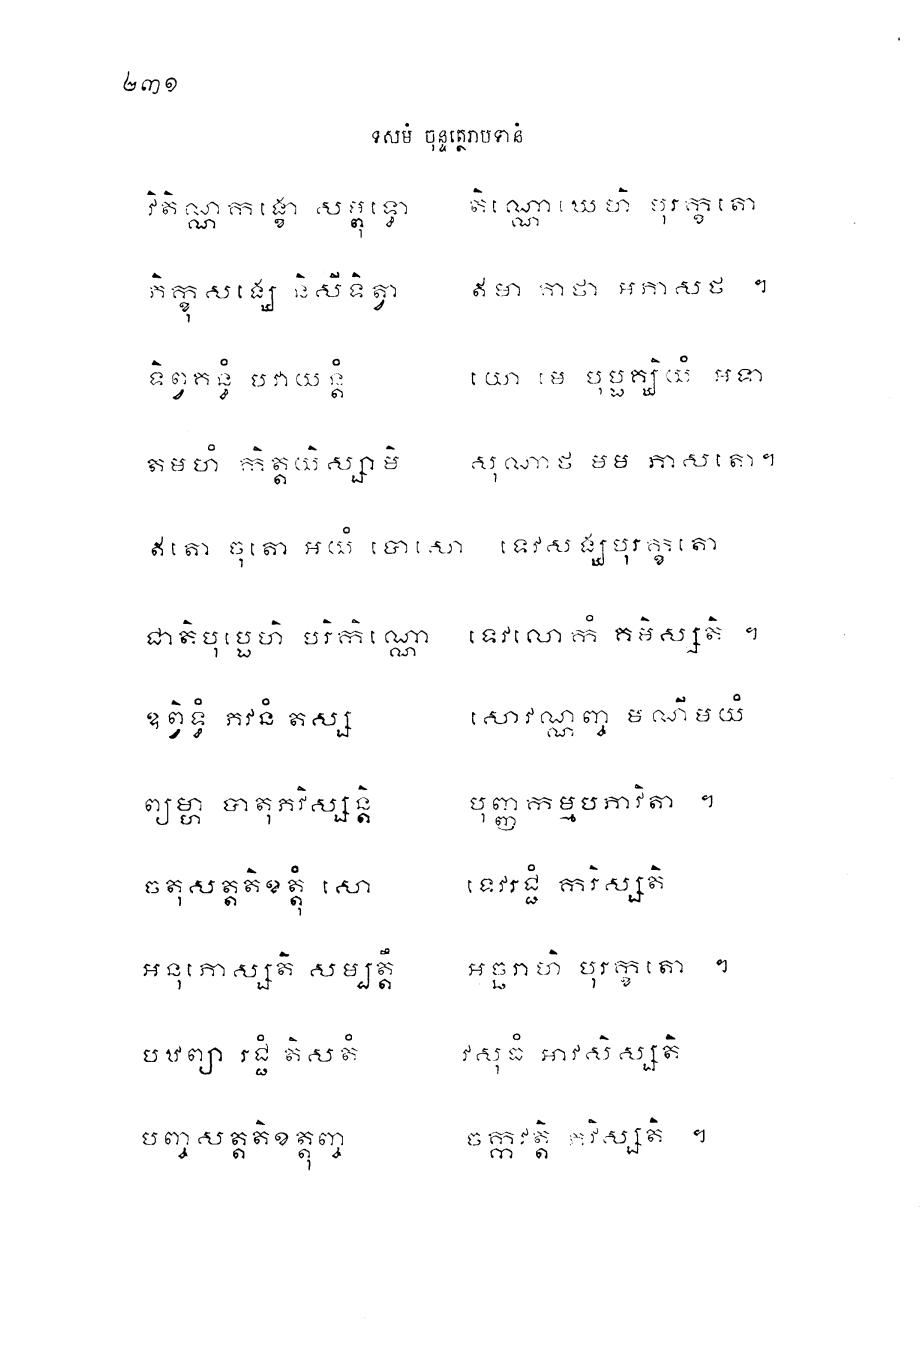 ២៣១
ទសមំ ចុន្ទត្ថេរាបទានំ
វិតិណ្ណកង្ខោ សម្ពុទ្ធោ តិណ្ណោឃេហិ បុរក្ខតោ
ភិក្ខុសង្ឃេ និសីទិត្វា ឥមា គាថា អភាសថ ។
ទិព្វគន្ធំ បវាយន្តំ យោ មេ បុប្ផគ្ឃិយំ អទា
តមហំ កិត្តយិស្សាមិ សុណាថ មម ភាសតោ។
ឥតោ ចុតោ អយំ បោសោ ទេវសង្ឃបុរក្ខតោ
ជាតិបុប្ផេហិ បរិកិណ្ណោ ទេវលោកំ គមិស្សតិ ។
ឧព្វិទ្ធំ ភវនំ តស្ស សោវណ្ណញ្ច មណីមយំ
ព្យម្ហា បាតុភវិស្សន្តិ បុញ្ញកម្មបភាវិតា ។
ចតុសត្តតិខត្តុំ សោ ទេវរជ្ជំ ការិស្សតិ
អនុភោស្សតិ សម្បត្តឹ អច្ឆរាហិ បុរក្ខតោ ។
បឋព្យា រជ្ជំ តិសតំ វសុធំ អាវសិស្សតិ
បញ្ចសត្តតិខត្តុញ្ច ចក្កវត្តិ ភវិស្សតិ ។